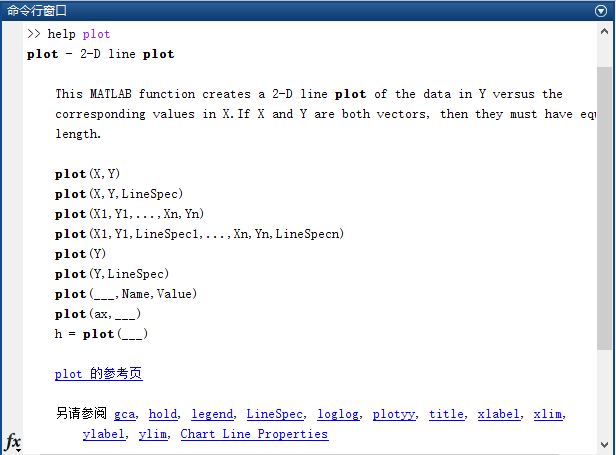 命令行窗口
>> help plot
plot - 2-D line plot
This MATLAB function creates a 2-D line plot of the data in Y versus the
corresponding values in X.If X and Y are both vectors, then they must have equ
length.
plot(X,Y)
plot(X,Y,LineSpec)
plot(X1,Y1,...,Xn,Yn)
plot(X1,Y1,LineSpec1,...,Xn,Yn,LineSpecn)
plot(Y)
plot(Y,LineSpec)
plot(___,Name,Value)
plot(ax,___)
h = plot(___)
plot 的参考页
另请参阅 gca, hold, legend, LineSpec, loglog, plotyy, title, xlabel, xlim,
ylabel, ylim, Chart Line Properties
fx